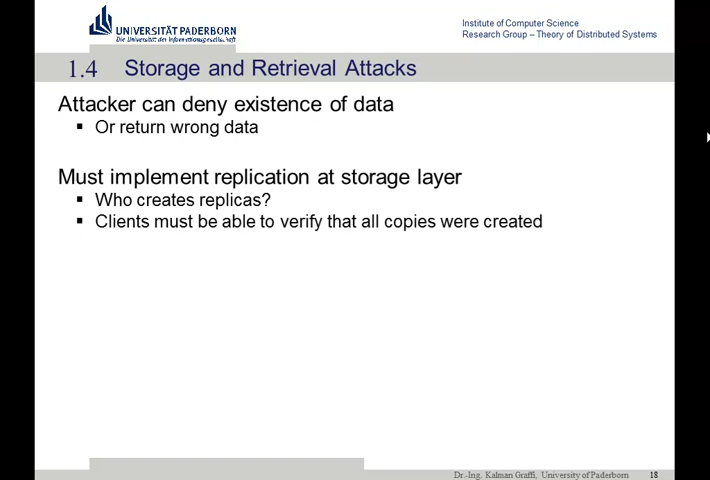 UNIVERSITÄT PADERBORN
Die Universität der Informationsgesellschaft
Institute of Computer Science
Research Group – Theory of Distributed Systems
1.4 Storage and Retrieval Attacks
Attacker can deny existence of data
▪ Or return wrong data
Must implement replication at storage layer
▪ Who creates replicas?
▪ Clients must be able to verify that all copies were created
Dr.-Ing. Kalman Graffi, University of Paderborn 18